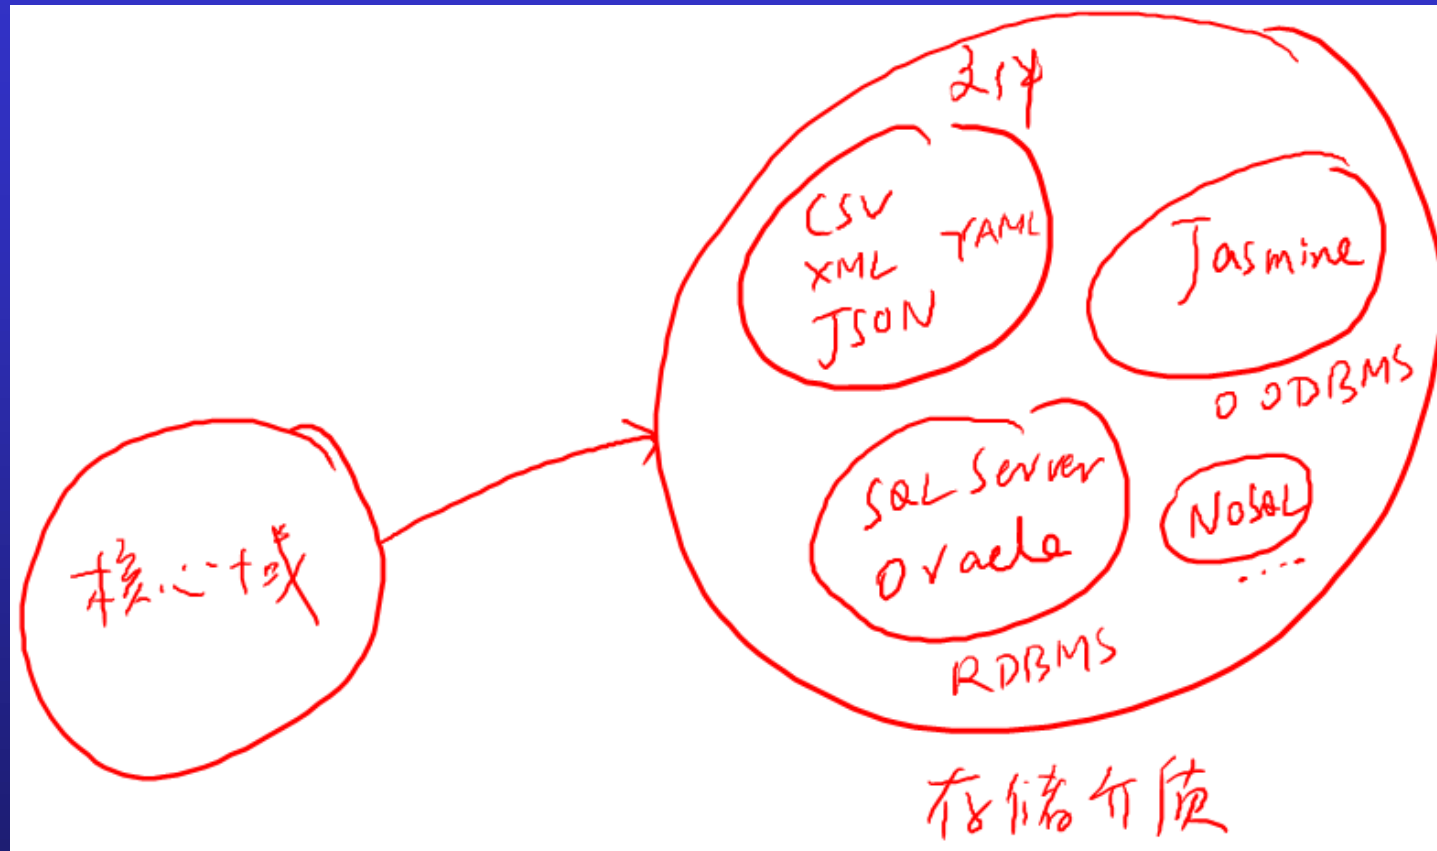 文件
CSV
XML
YAML
JSON
Jasmine
OODBMS
SQL Server
Oracle
NoSQL
....
RDBMS
核心域
存储介质